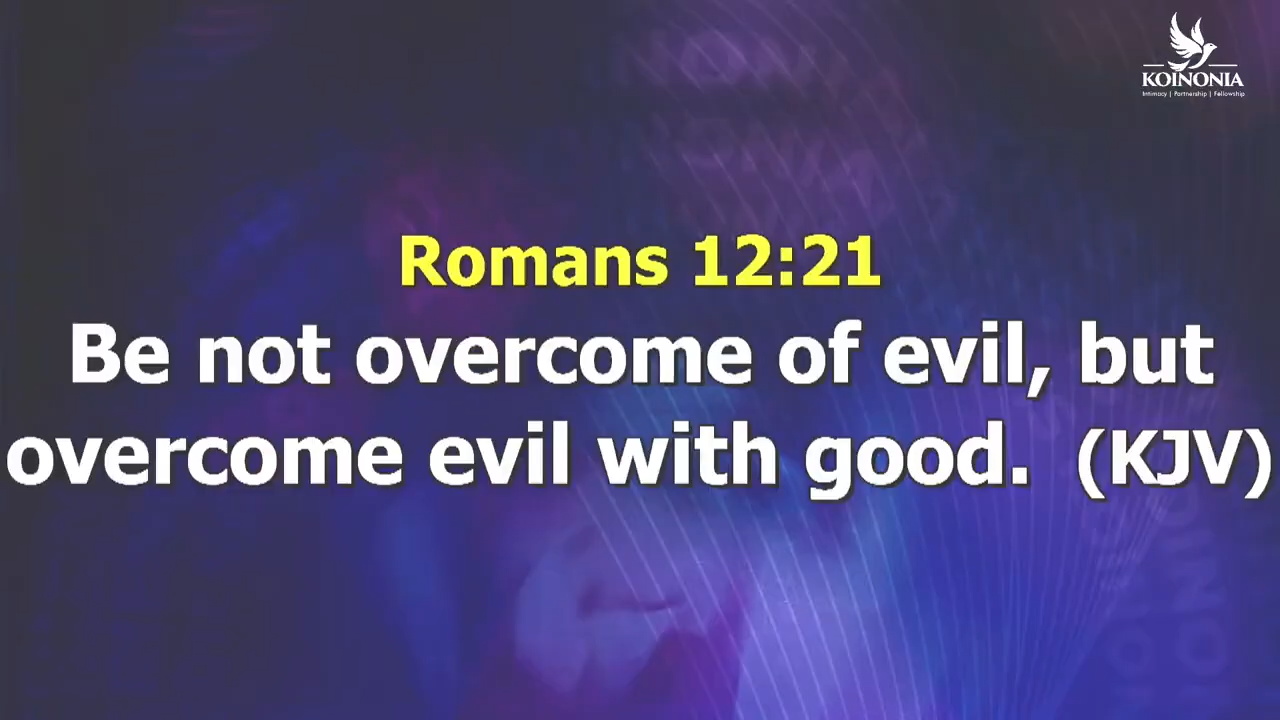 KOINONIA
Intimacy | Partnership | Fellowship
Romans 12:21
Be not overcome of evil, but
overcome evil with good. (KJV)